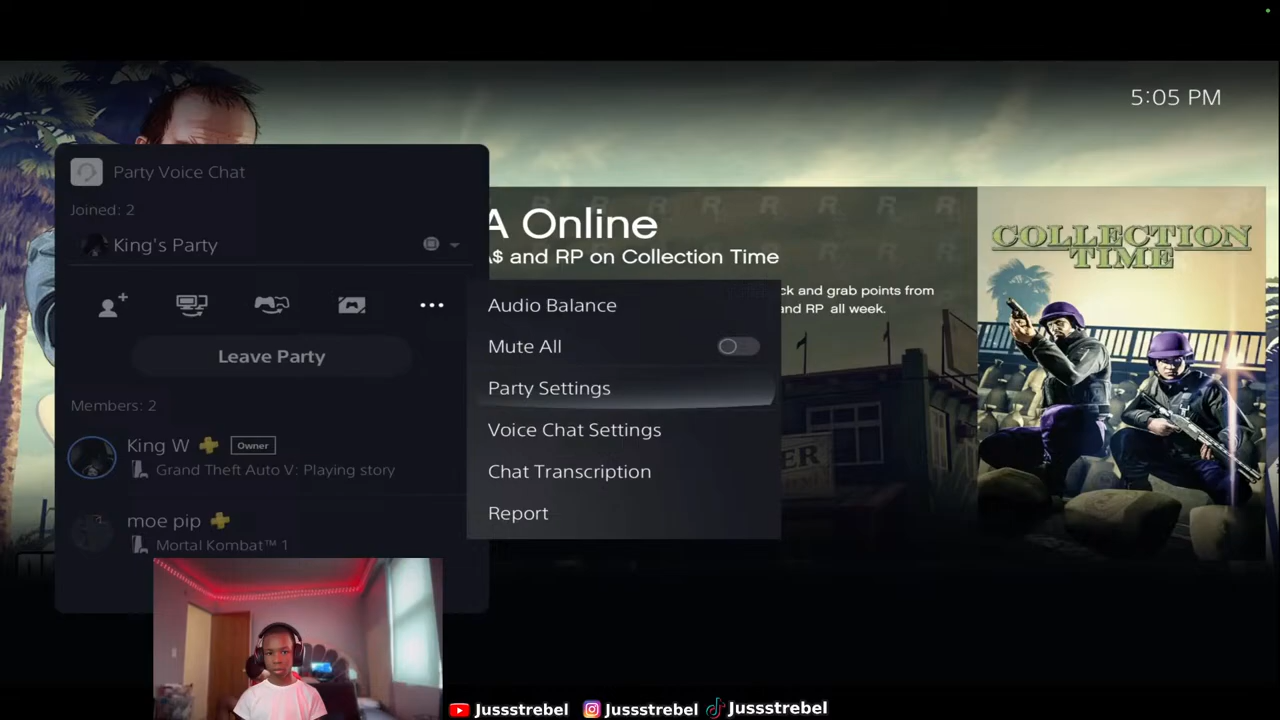 5:05 PM
Party Voice Chat
Joined: 2
King's Party
Leave Party
Members: 2
King W Owner
Grand Theft Auto V: Playing story
moe pip
Mortal Kombat™ 1
Audio Balance
Mute All
Party Settings
Voice Chat Settings
Chat Transcription
Report
A Online
A$ and RP on Collection Time
ck and grab points from
and RP all week.
COLLECTION
TIME
Jussstrebel Jussstrebel Jussstrebel